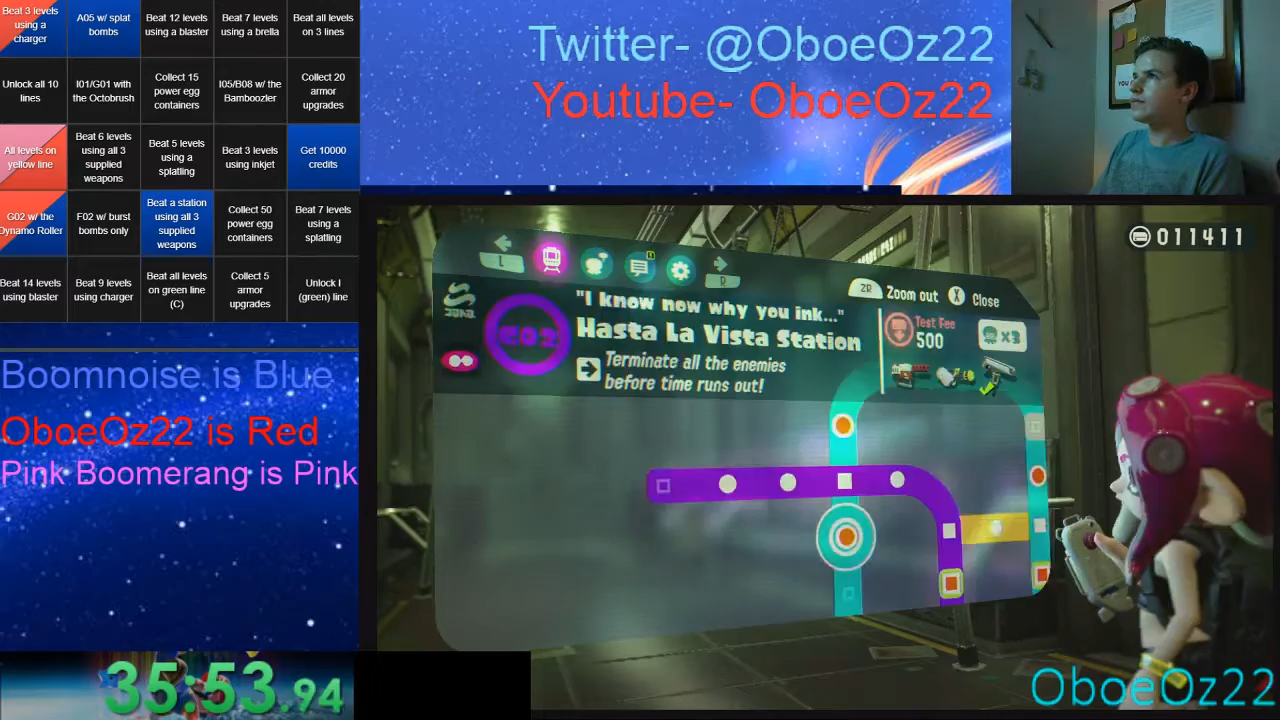 Beat 3 levels
using a
charger
A05 w/ splat
bombs
Beat 12 levels
using a blaster
Beat 7 levels
using a brella
Beat all levels
on 3 lines
Unlock all 10
lines
I01/G01 with
the Octobrush
Collect 15
power egg
containers
I05/B08 w/ the
Bamboozler
Collect 20
armor
upgrades
All levels on
yellow line
Beat 6 levels
using all 3
supplied
weapons
Beat 5 levels
using a
splatling
Beat 3 levels
using inkjet
Get 10000
credits
G02 w/ the
Dynamo Roller
F02 w/ burst
bombs only
Beat a station
using all 3
supplied
weapons
Collect 50
power egg
containers
Beat 7 levels
using a
splatling
Beat 14 levels
using blaster
Beat 9 levels
using charger
Beat all levels
on green line
(C)
Collect 5
armor
upgrades
Unlock I
(green) line
Boomnoise is Blue
OboeOz22 is Red
Pink Boomerang is Pink
35:53.94
Twitter- @OboeOz22
Youtube- OboeOz22
011411
L
R
ZR Zoom out X Close
"I know now why you ink..."
Hasta La Vista Station
Terminate all the enemies
before time runs out!
Test Fee
500
x3
OboeOz22